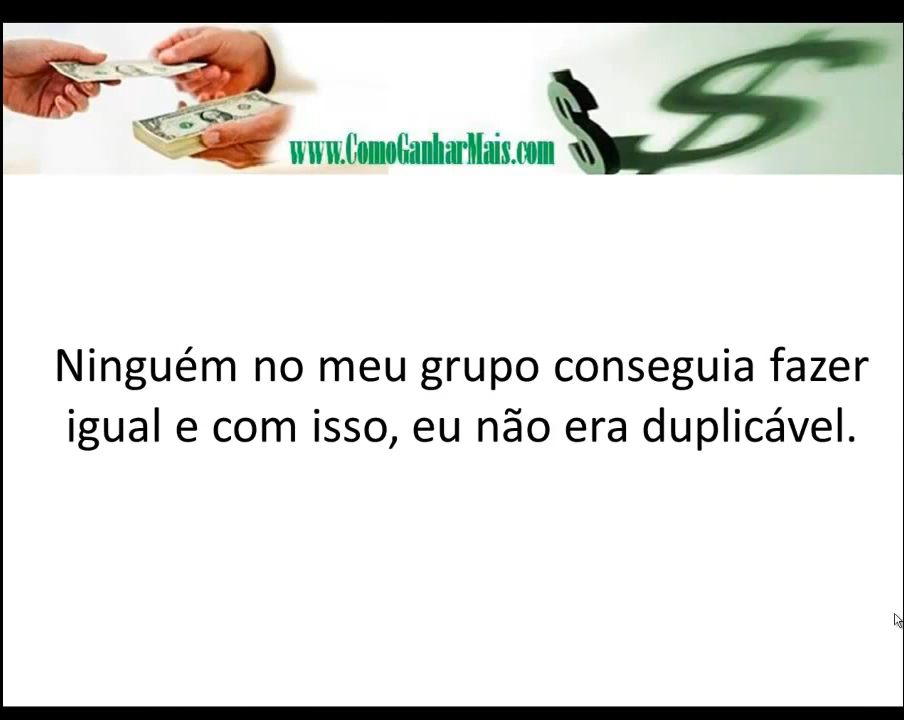 www.ComoGanharMais.com
Ninguém no meu grupo conseguia fazer
igual e com isso, eu não era duplicável.